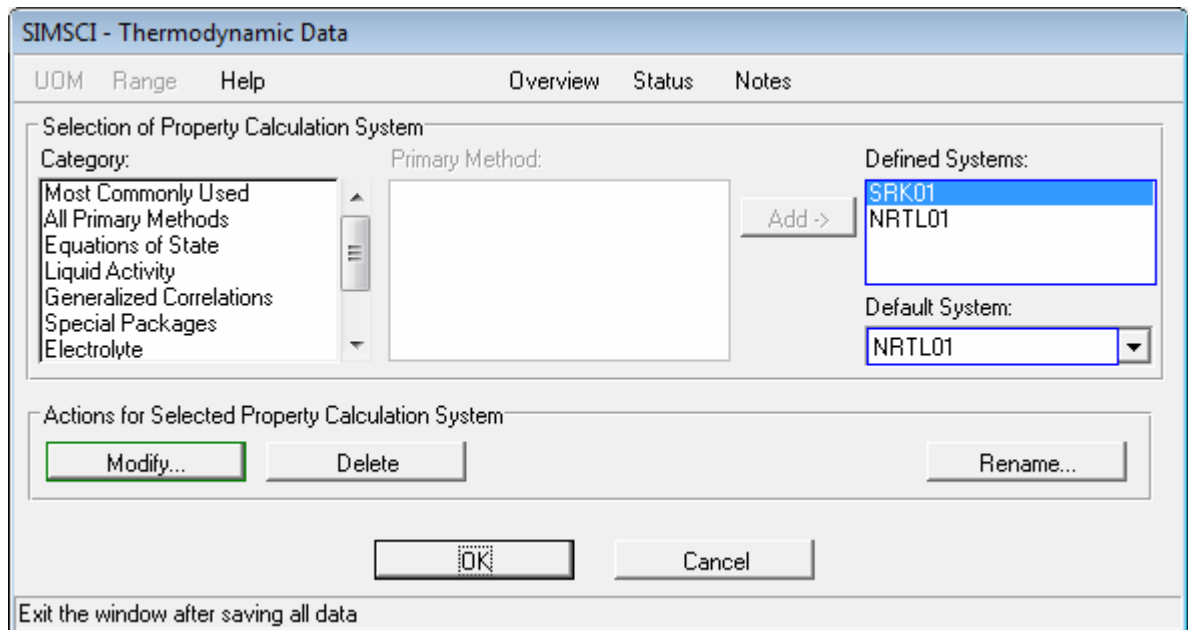 SIMSCI - Thermodynamic Data
UOM Range Help Overview Status Notes
Selection of Property Calculation System
Category: Primary Method: Defined Systems:
Most Commonly Used
All Primary Methods
Equations of State
Liquid Activity
Generalized Correlations
Special Packages
Electrolyte
Add ->
SRK01
NRTL01
Default System:
NRTL01
Actions for Selected Property Calculation System
Modify... Delete Rename...
OK Cancel
Exit the window after saving all data